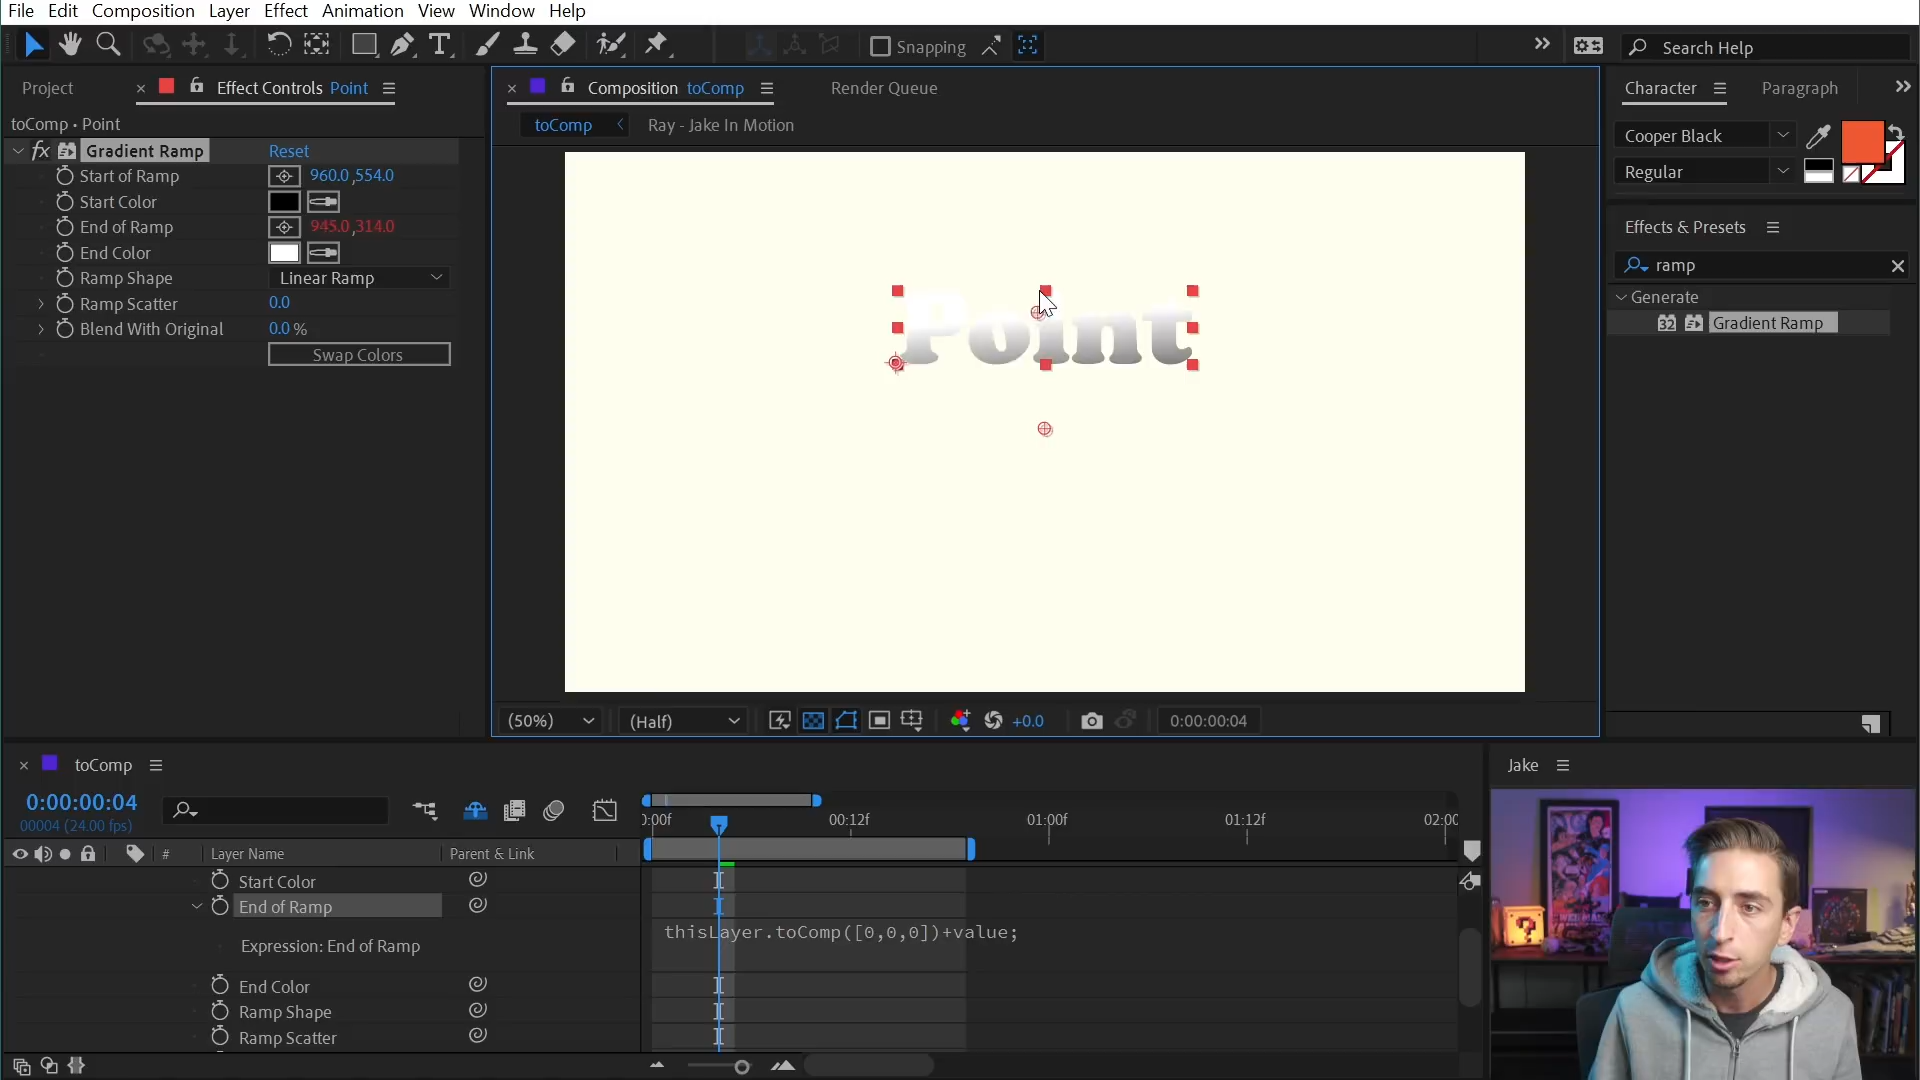 File Edit Composition Layer Effect Animation View Window Help
Snapping
Search Help
Project
Effect Controls Point
Composition toComp
Render Queue
Character
Paragraph
toComp • Point
toComp
Ray - Jake In Motion
fx Gradient Ramp
Reset
Start of Ramp
960.0,554.0
Start Color
End of Ramp
945.0,314.0
End Color
Ramp Shape
Linear Ramp
Ramp Scatter
0.0
Blend With Original
0.0 %
Swap Colors
Point
Cooper Black
Regular
Effects & Presets
ramp
Generate
32 Gradient Ramp
(50%)
(Half)
+0.0
0:00:00:04
toComp
0:00:00:04
00004 (24.00 fps)
0:00f
00:12f
01:00f
01:12f
02:00
# Layer Name
Parent & Link
Start Color
End of Ramp
Expression: End of Ramp
thisLayer.toComp([0,0,0])+value;
End Color
Ramp Shape
Ramp Scatter
Jake